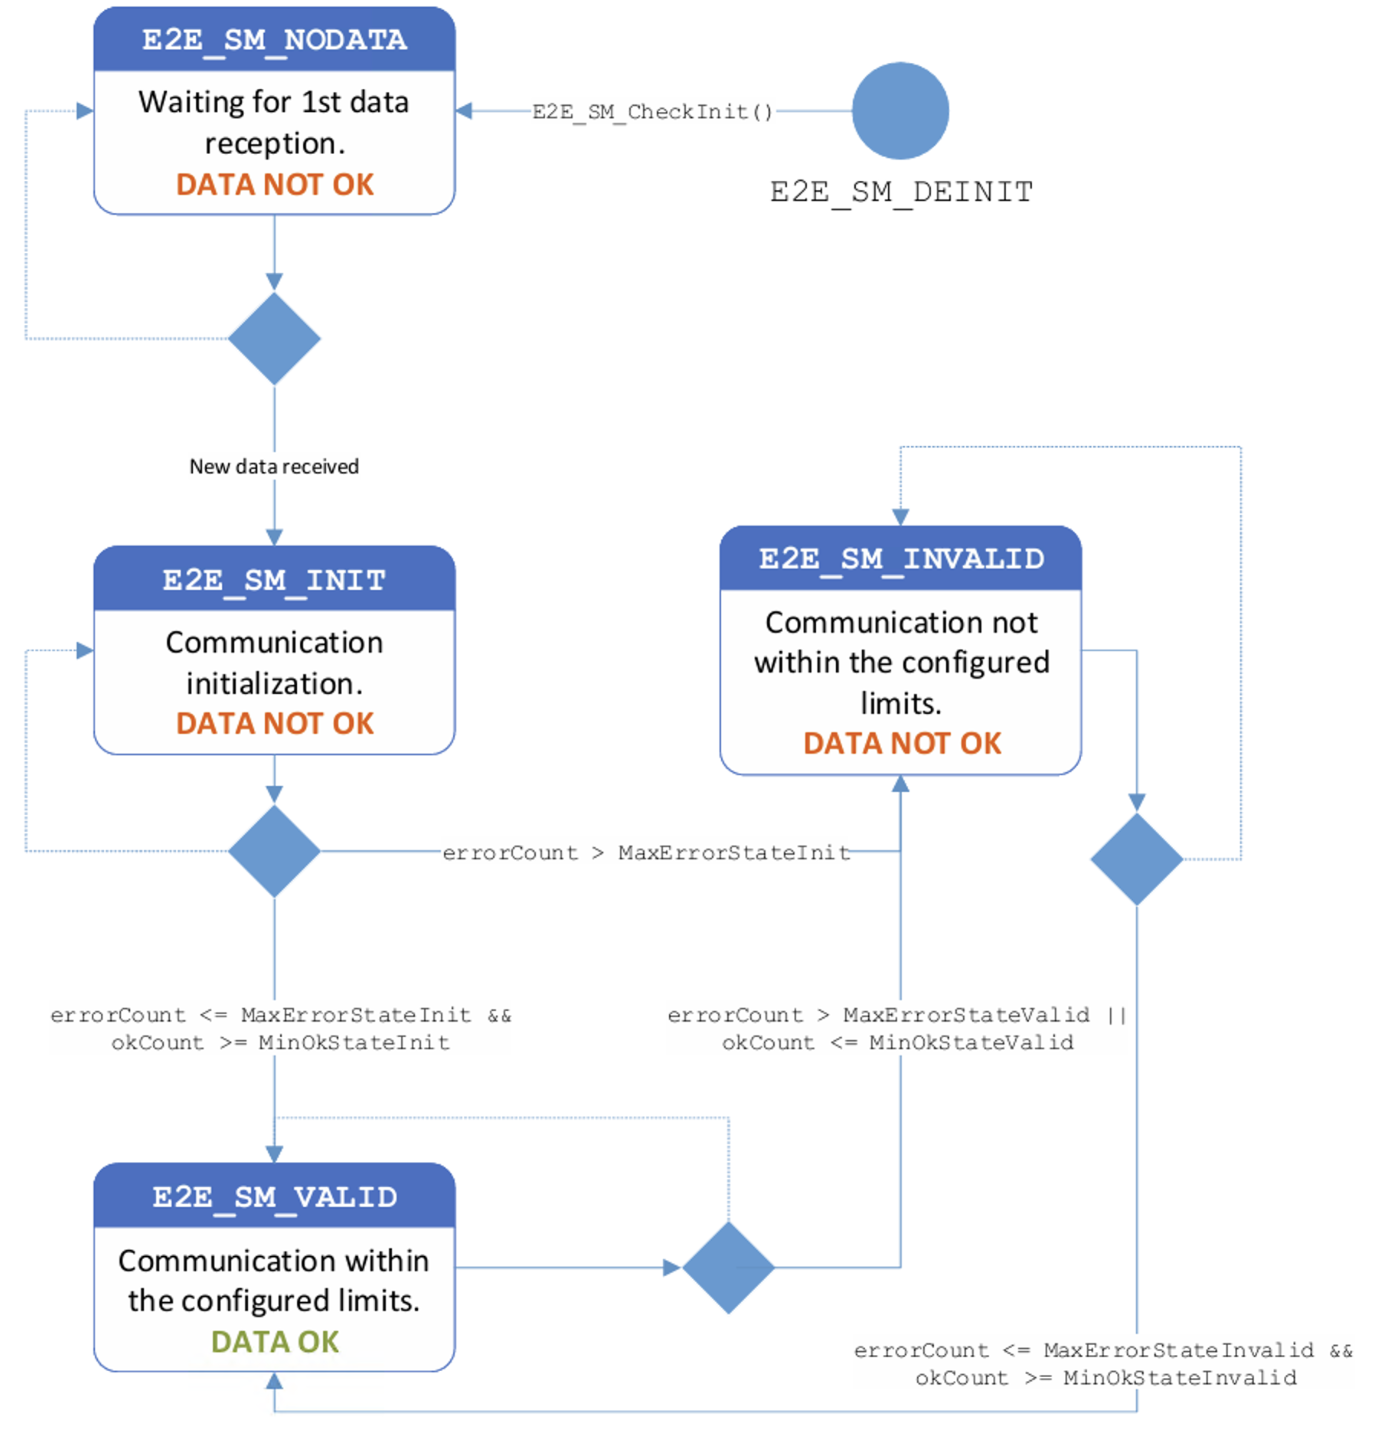 E2E_SM_NODATA
Waiting for 1st data
reception.
DATA NOT OK
E2E_SM_CheckInit()
E2E_SM_DEINIT
New data received
E2E_SM_INIT
Communication
initialization.
DATA NOT OK
E2E_SM_INVALID
Communication not
within the configured
limits.
DATA NOT OK
errorCount > MaxErrorStateInit
errorCount <= MaxErrorStateInit &&
okCount >= MinOkStateInit
errorCount > MaxErrorStateValid ||
okCount <= MinOkStateValid
E2E_SM_VALID
Communication within
the configured limits.
DATA OK
errorCount <= MaxErrorStateInvalid &&
okCount >= MinOkStateInvalid